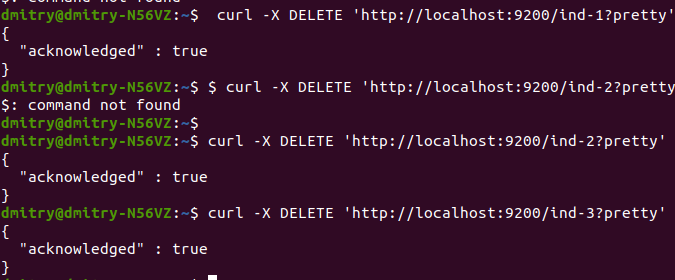 $: command not found
dmitry@dmitry-N56VZ:~$  curl -X DELETE 'http://localhost:9200/ind-1?pretty'
{
  "acknowledged" : true
}
dmitry@dmitry-N56VZ:~$ $ curl -X DELETE 'http://localhost:9200/ind-2?pretty
$: command not found
dmitry@dmitry-N56VZ:~$
dmitry@dmitry-N56VZ:~$ curl -X DELETE 'http://localhost:9200/ind-2?pretty'
{
  "acknowledged" : true
}
dmitry@dmitry-N56VZ:~$ curl -X DELETE 'http://localhost:9200/ind-3?pretty'
{
  "acknowledged" : true
}